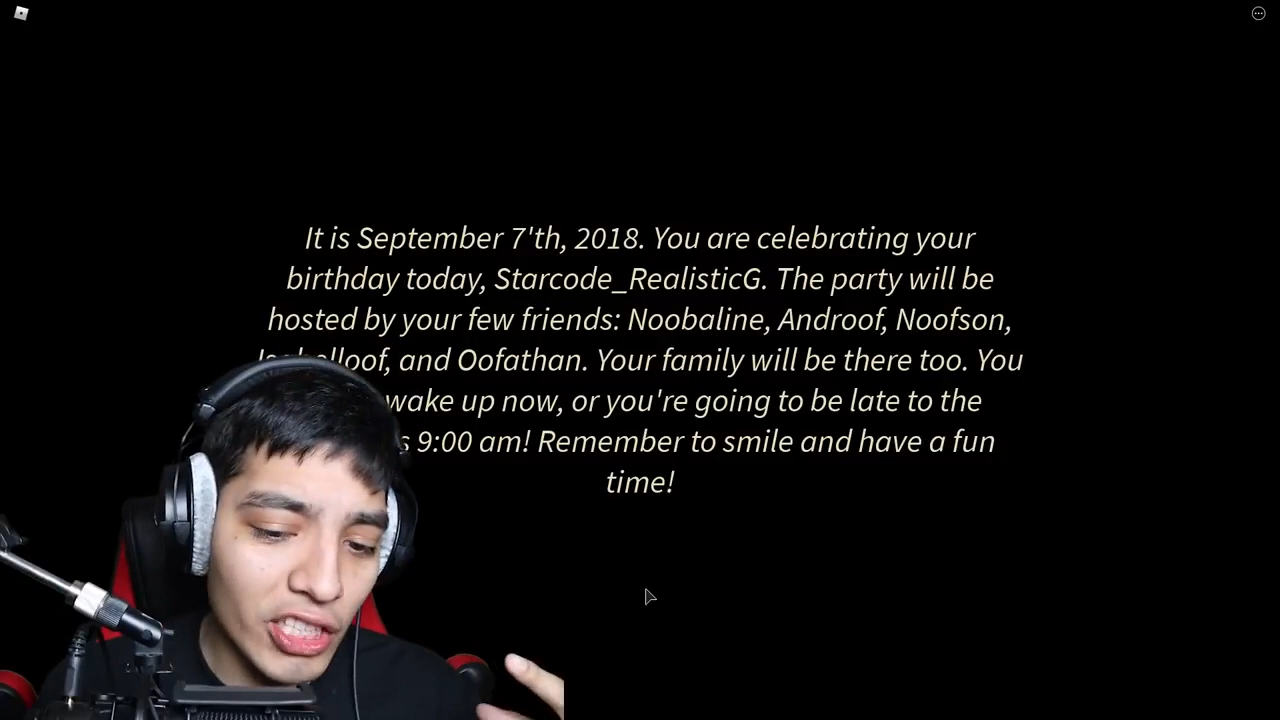 It is September 7'th, 2018. You are celebrating your
birthday today, Starcode_RealisticG. The party will be
hosted by your few friends: Noobaline, Androof, Noofson,
and Oofathan. Your family will be there too. You
wake up now, or you're going to be late to the
9:00 am! Remember to smile and have a fun
time!